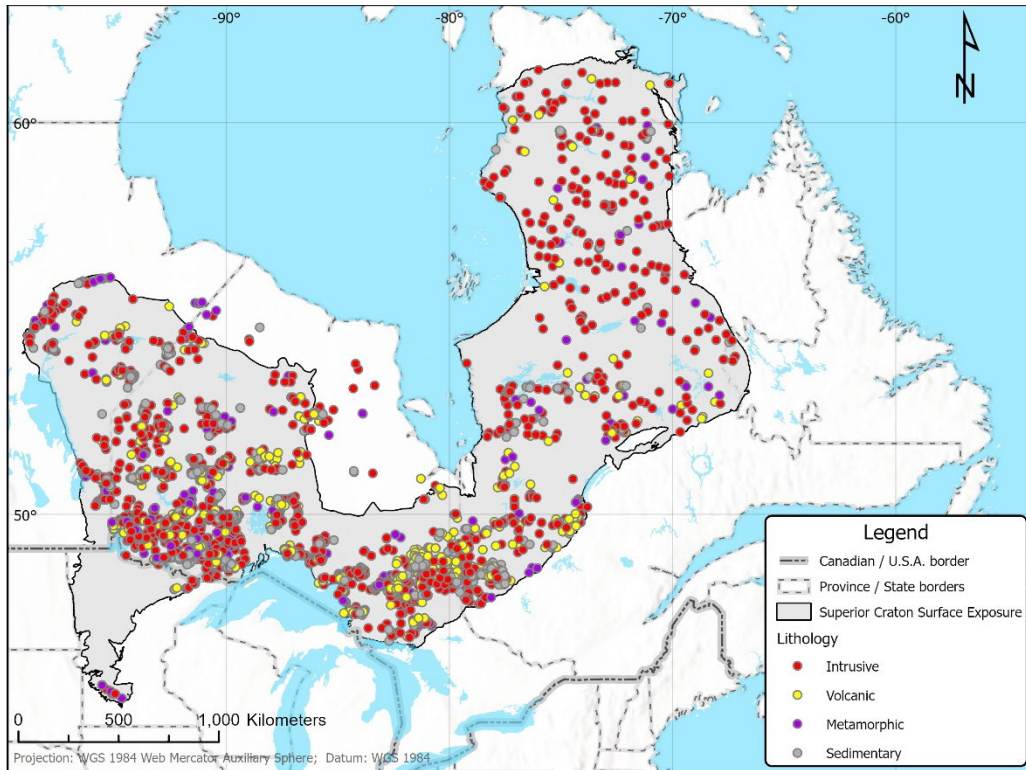 -90° -80° -70° -60°
N
60°
50°
Legend
Canadian / U.S.A. border
Province / State borders
Superior Craton Surface Exposure
Lithology
Intrusive
Volcanic
Metamorphic
Sedimentary
0 500 1,000 Kilometers
Projection: WGS 1984 Web Mercator Auxiliary Sphere; Datum: WGS 1984